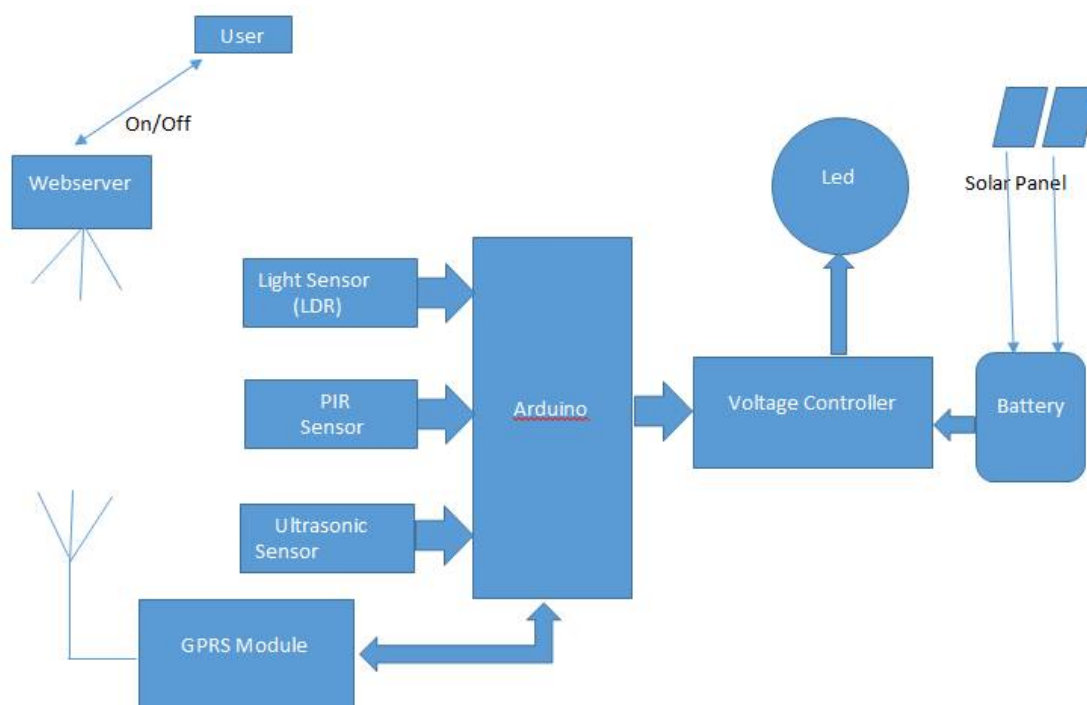 User
On/Off
Webserver
Led
Solar Panel
Light Sensor
(LDR)
PIR
Sensor
Arduino
Voltage Controller
Battery
Ultrasonic
Sensor
GPRS Module